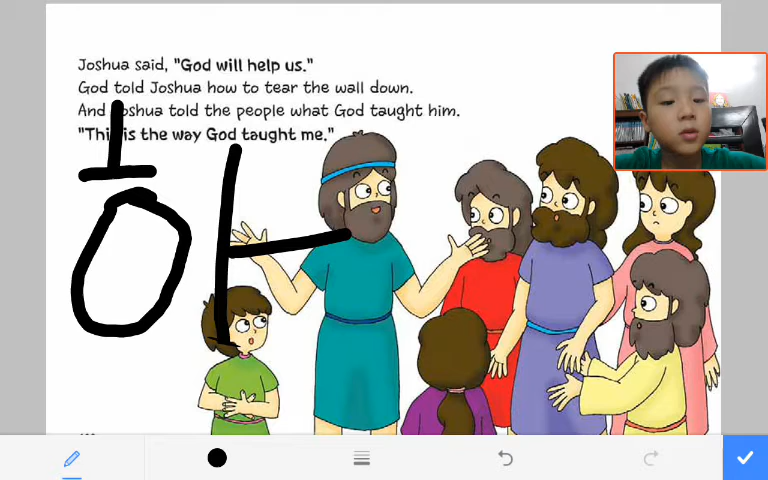 Joshua said, "God will help us."
God told Joshua how to tear the wall down.
And Joshua told the people what God taught him.
"This is the way God taught me."
하